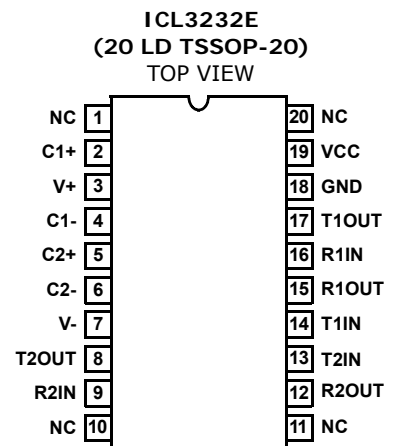 ICL3232E
(20 LD TSSOP-20)
TOP VIEW
NC 1 20 NC
C1+ 2 19 VCC
V+ 3 18 GND
C1- 4 17 T1OUT
C2+ 5 16 R1IN
C2- 6 15 R1OUT
V- 7 14 T1IN
T2OUT 8 13 T2IN
R2IN 9 12 R2OUT
NC 10 11 NC